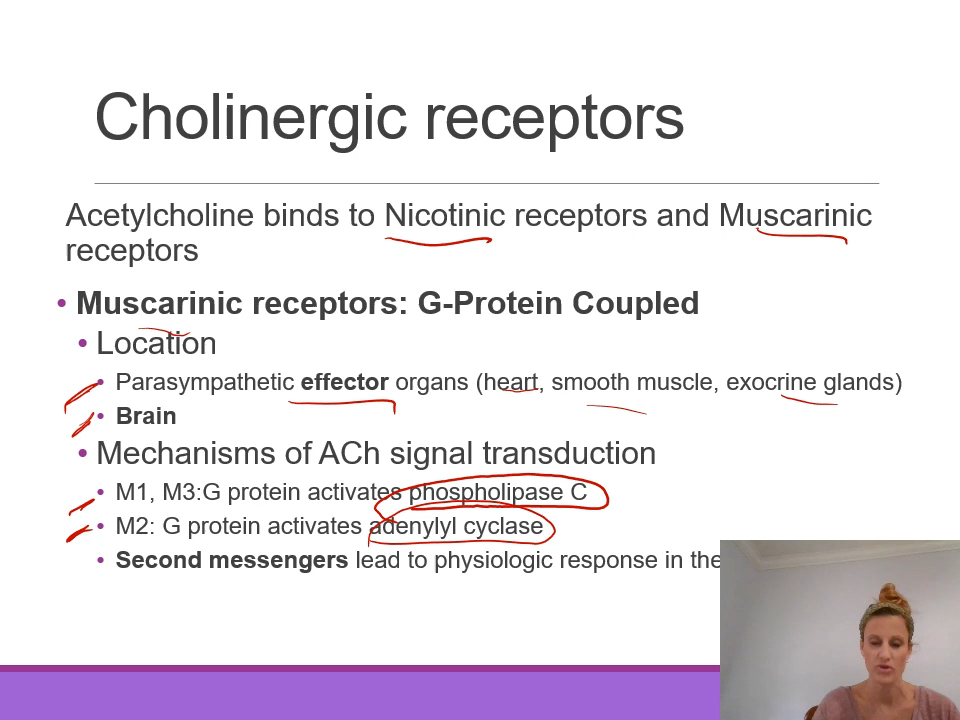 Cholinergic receptors
Acetylcholine binds to Nicotinic receptors and Muscarinic
receptors
• Muscarinic receptors: G-Protein Coupled
• Location
• Parasympathetic effector organs (heart, smooth muscle, exocrine glands)
• Brain
• Mechanisms of ACh signal transduction
• M1, M3:G protein activates phospholipase C
• M2: G protein activates adenylyl cyclase
• Second messengers lead to physiologic response in the